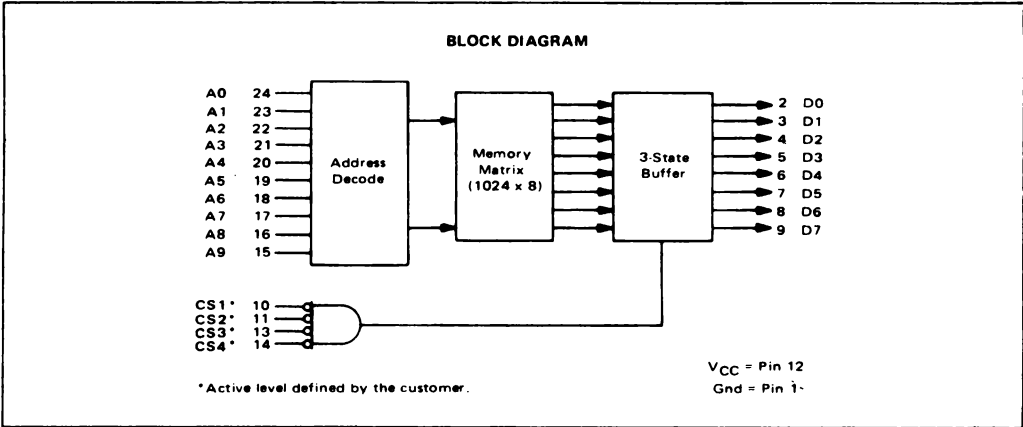 BLOCK DIAGRAM
A0 24
A1 23
A2 22
A3 21
A4 20
A5 19
A6 18
A7 17
A8 16
A9 15
Address
Decode
Memory
Matrix
(1024 x 8)
3-State
Buffer
2 D0
3 D1
4 D2
5 D3
6 D4
7 D5
8 D6
9 D7
CS1* 10
CS2* 11
CS3* 13
CS4* 14
*Active level defined by the customer.
VCC = Pin 12
Gnd = Pin 1